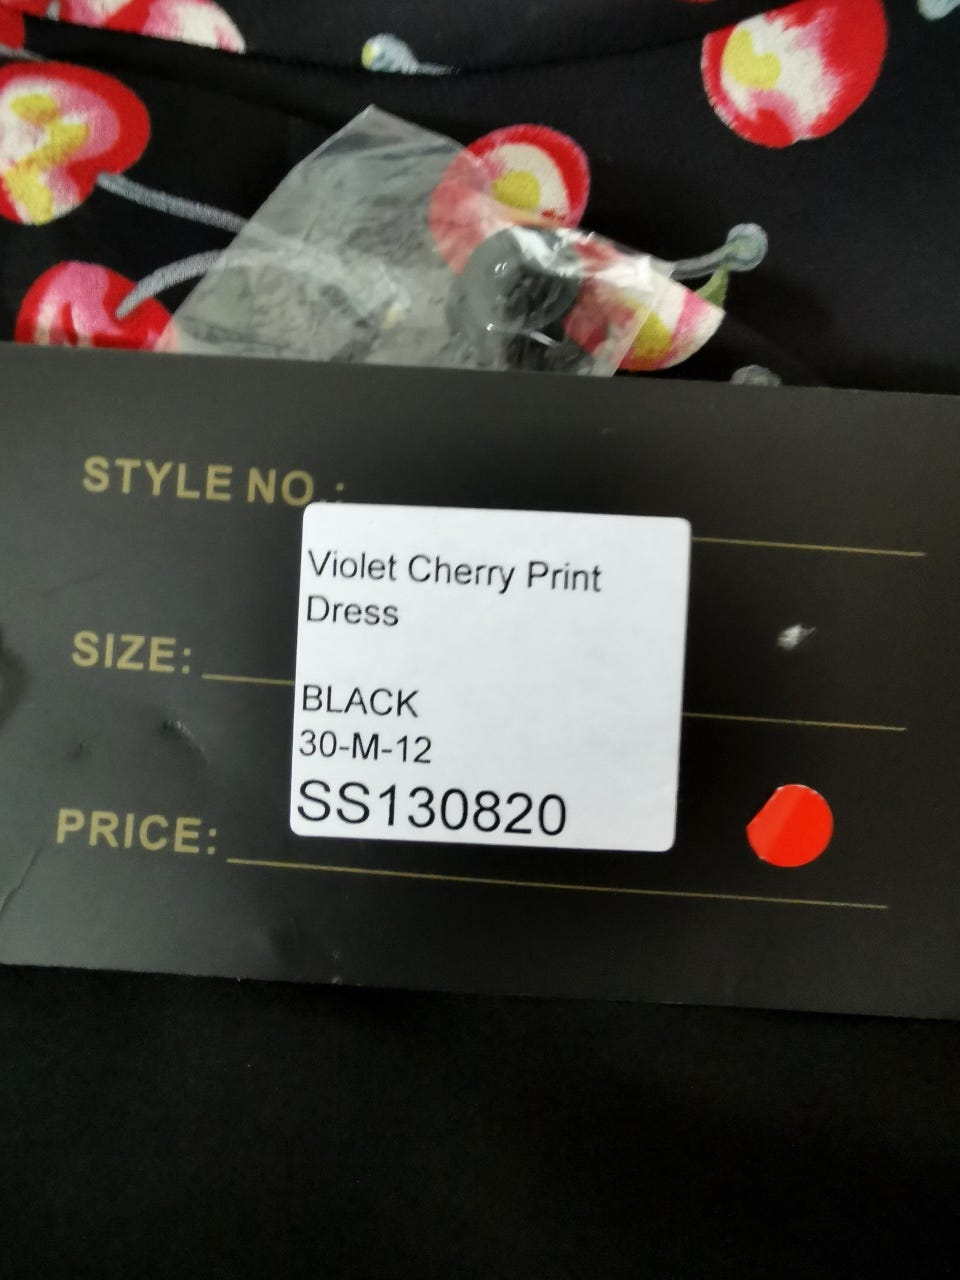 STYLE NO.:
Violet Cherry Print
Dress
SIZE:
BLACK
30-M-12
SS130820
PRICE: